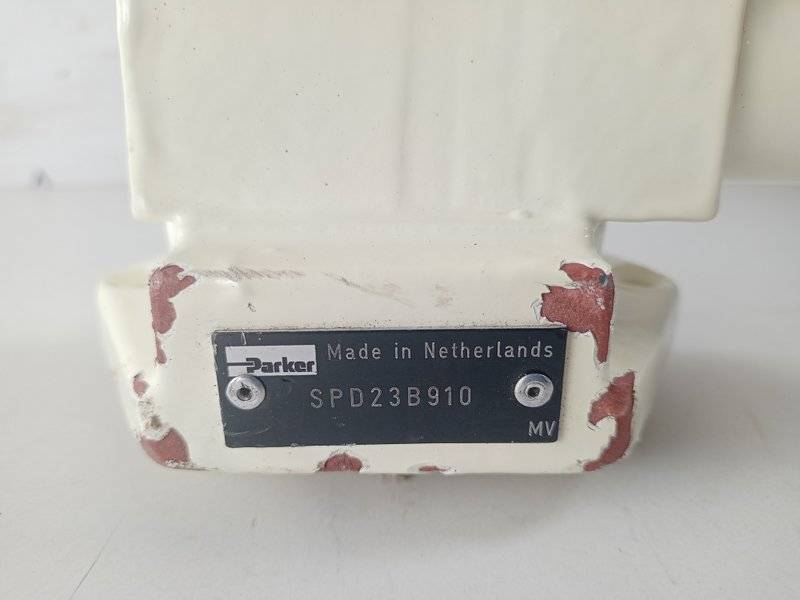 Parker Made in Netherlands
SPD23B910
MV